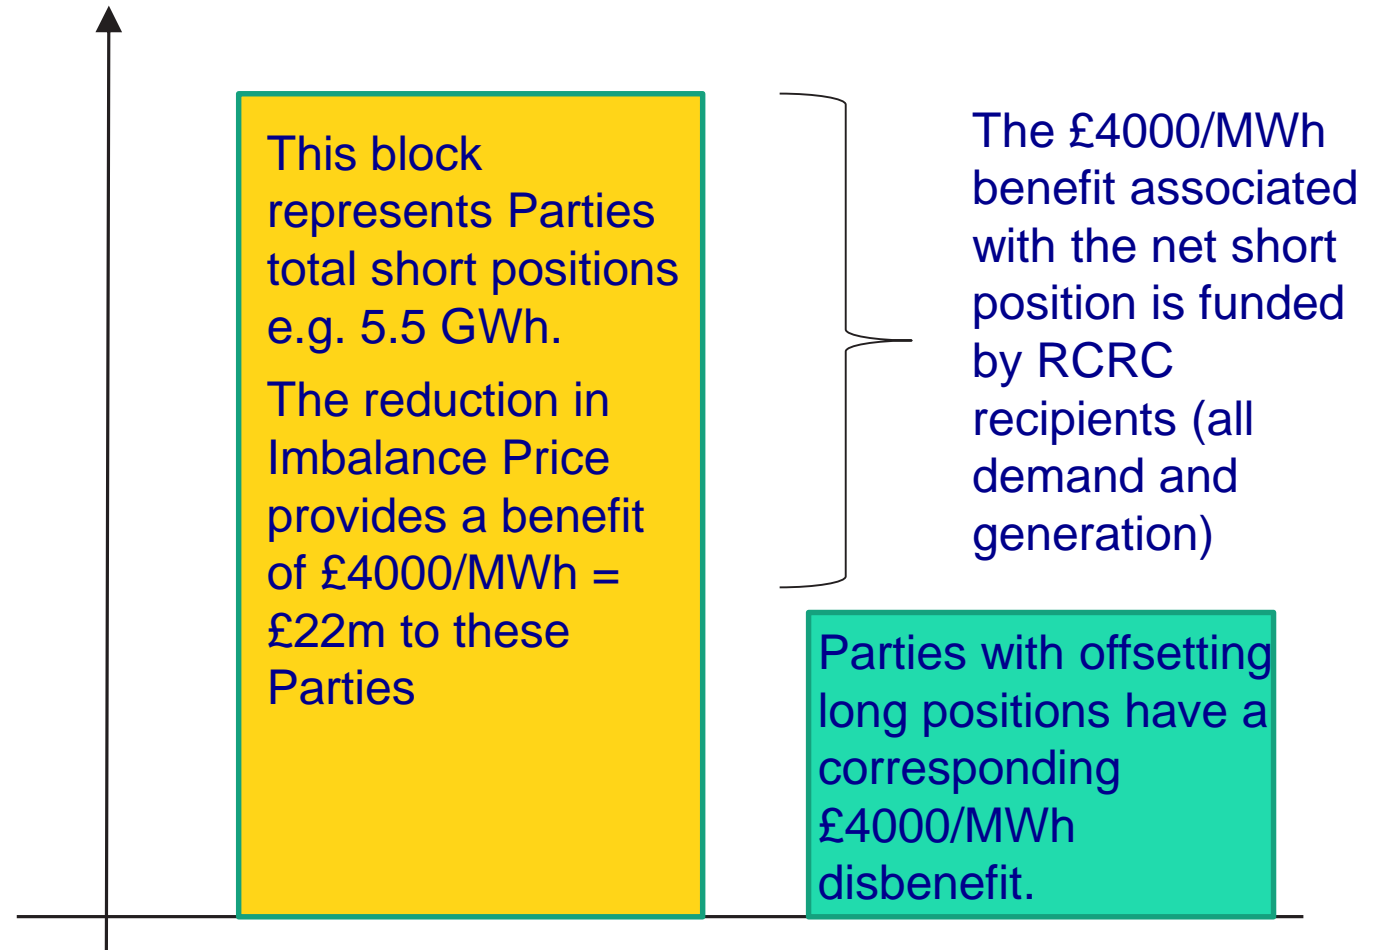 This block
represents Parties
total short positions
e.g. 5.5 GWh.
The reduction in
Imbalance Price
provides a benefit
of £4000/MWh =
£22m to these
Parties
The £4000/MWh
benefit associated
with the net short
position is funded
by RCRC
recipients (all
demand and
generation)
Parties with offsetting
long positions have a
corresponding
£4000/MWh
disbenefit.